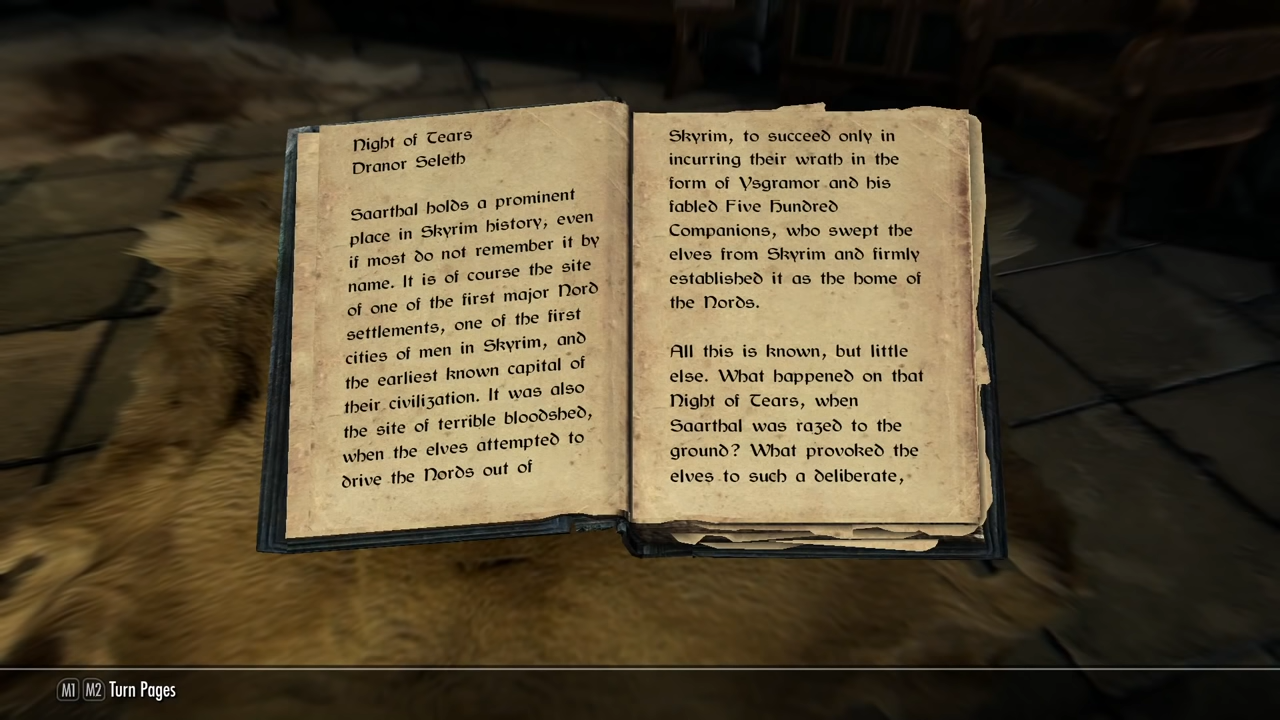 Night of Tears
Dranor Seleth
Saarthal holds a prominent
place in Skyrim history, even
if most do not remember it by
name. It is of course the site
of one of the first major Nord
settlements, one of the first
cities of men in Skyrim, and
the earliest known capital of
their civilization. It was also
the site of terrible bloodshed,
when the elves attempted to
drive the Nords out of
Skyrim, to succeed only in
incurring their wrath in the
form of Ysgramor and his
fabled Five Hundred
Companions, who swept the
elves from Skyrim and firmly
established it as the home of
the Nords.
All this is known, but little
else. What happened on that
Night of Tears, when
Saarthal was razed to the
ground? What provoked the
elves to such a deliberate,
M1 M2 Turn Pages